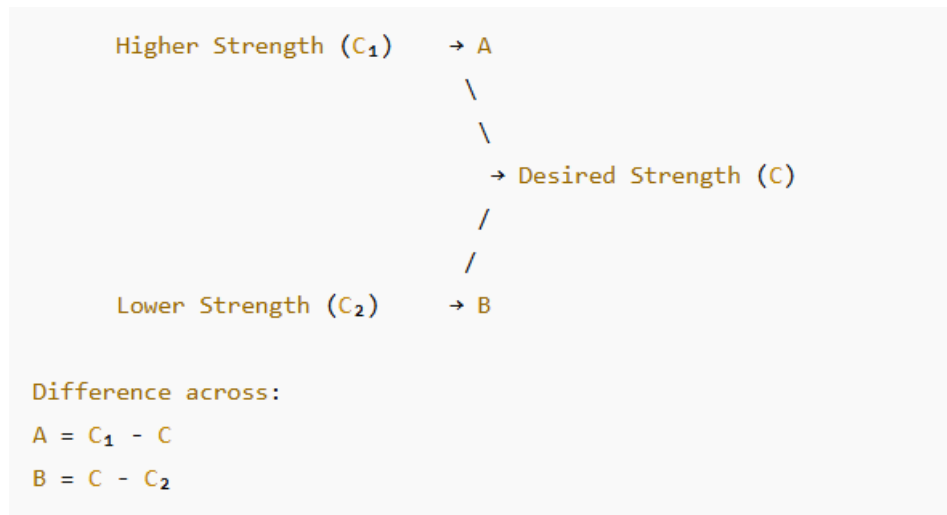 Higher Strength (C₁) → A
\
\
→ Desired Strength (C)
/
/
Lower Strength (C₂) → B
Difference across:
A = C₁ - C
B = C - C₂